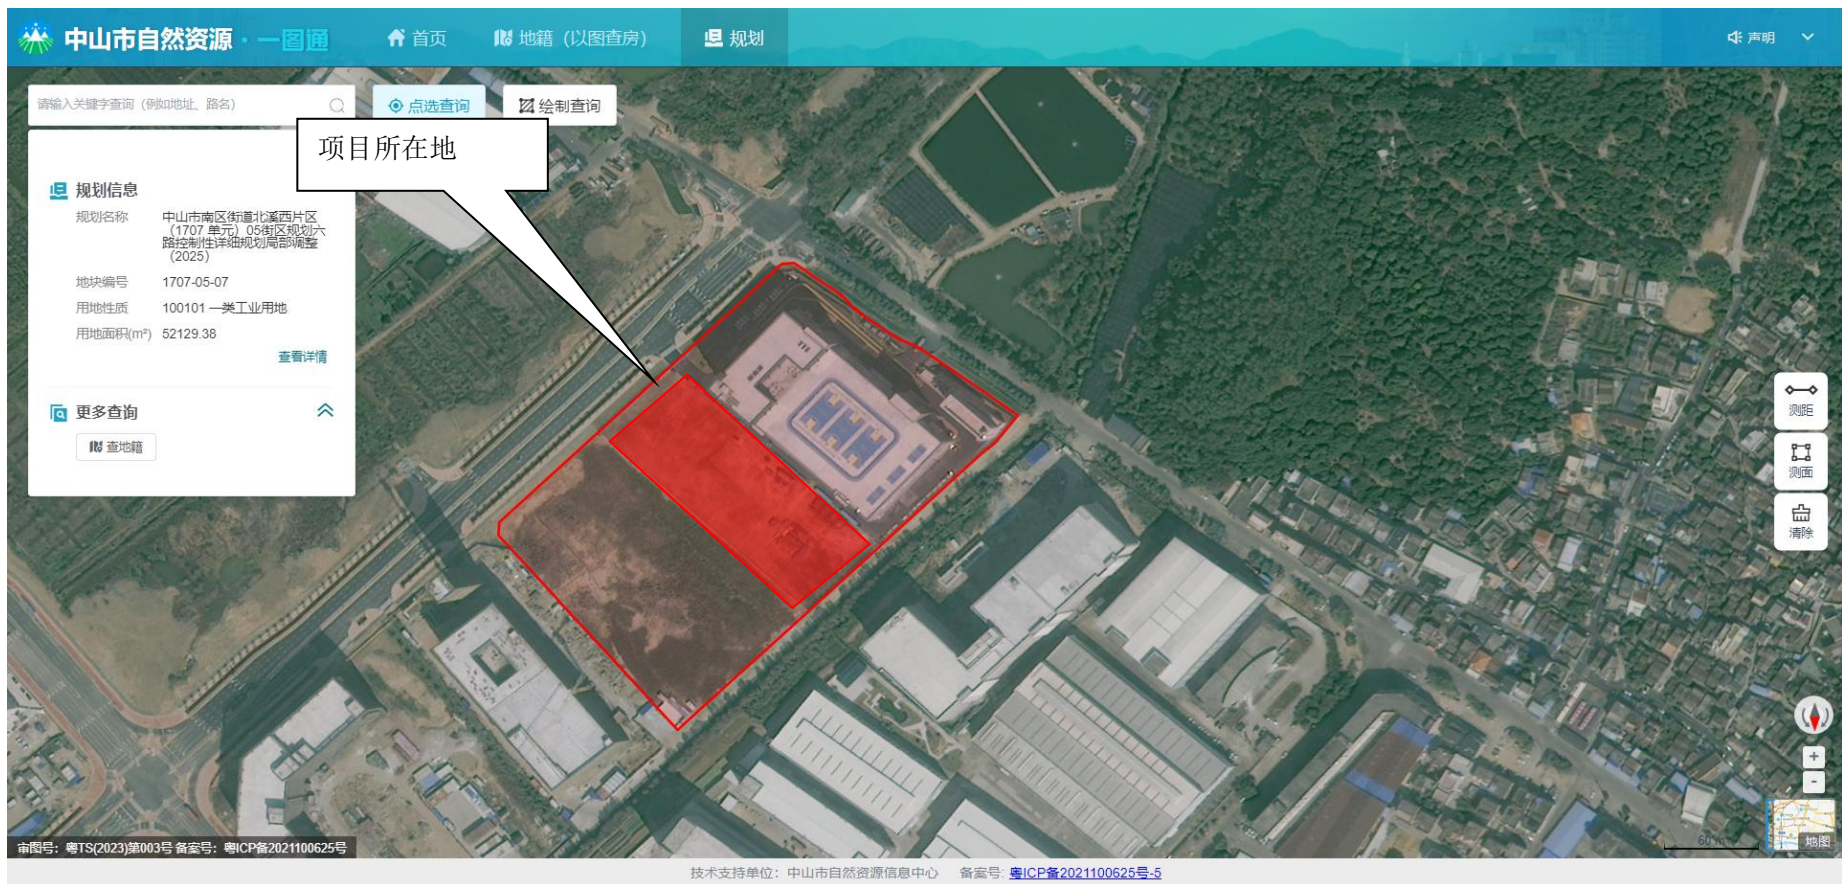 中山市自然资源·一图通
首页
地籍（以图查房）
规划
声明
请输入关键字查询（例如地址、路名）
点选查询
绘制查询
项目所在地
规划信息
规划名称
中山市南区街道北溪西片区
（1707 单元）05街区规划六
路控制性详细规划局部调整
（2025）
地块编号 1707-05-07
用地性质 100101 一类工业用地
用地面积(m²) 52129.38
查看详情
更多查询
查地籍
测距
测面
清除
+
-
60 m
地图
审图号：粤TS(2023)第003号 备案号：粤ICP备2021100625号
技术支持单位：中山市自然资源信息中心 备案号: 粤ICP备2021100625号-5